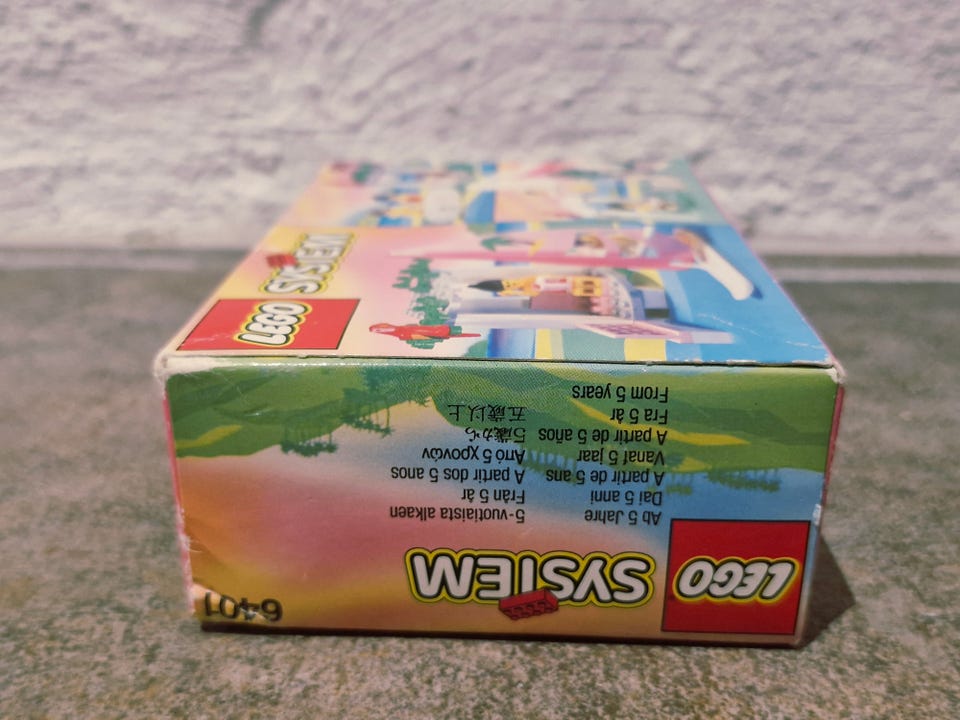 LEGO
SYSTEM
6401
LEGO
SYSTEM
Ab 5 Jahre
Dai 5 anni
A partir de 5 ans
Vanaf 5 jaar
A partir de 5 años
Fra 5 år
From 5 years
5-vuotiaista alkaen
Från 5 år
A partir dos 5 anos
Από 5 χρονών
5歳から
五歳以上